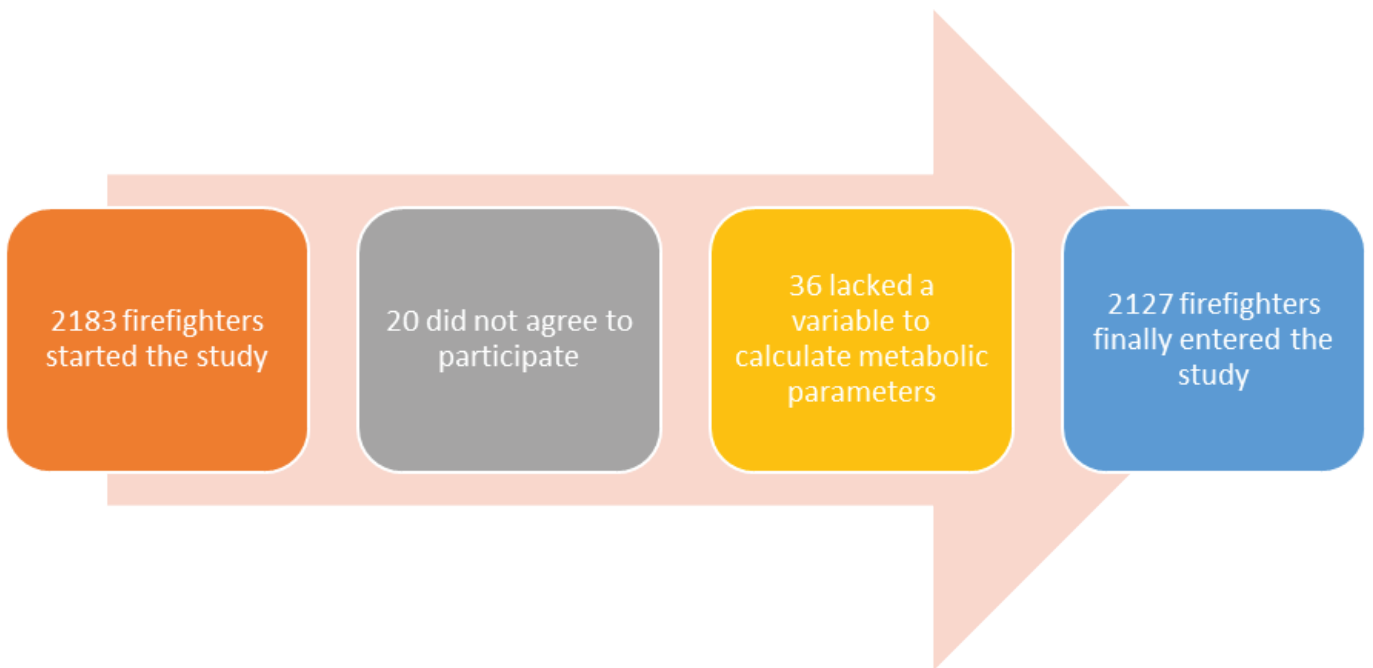 2183 firefighters
started the study
20 did not agree to
participate
36 lacked a
variable to
calculate metabolic
parameters
2127 firefighters
finally entered the
study